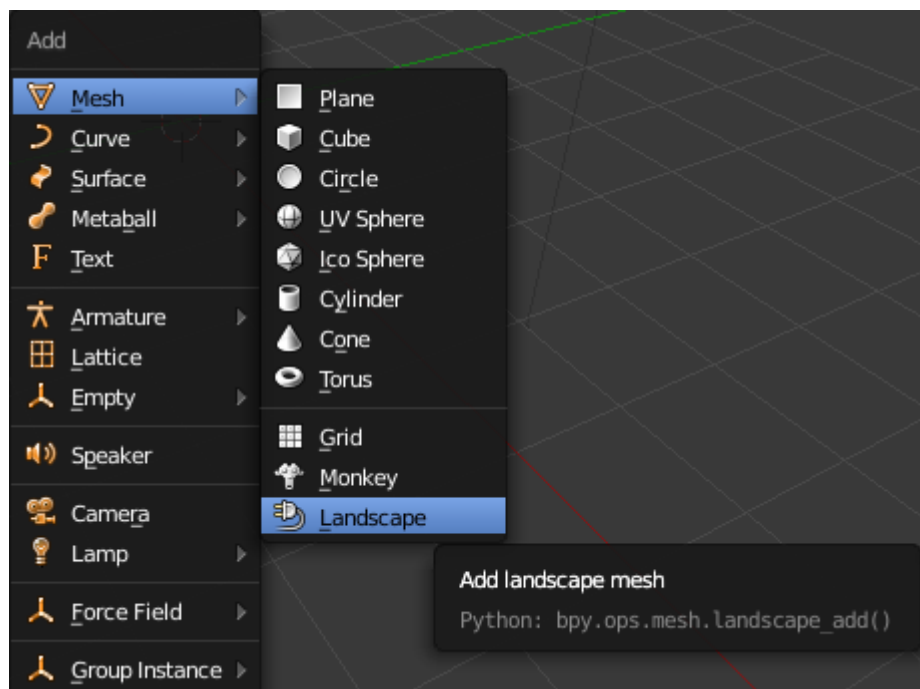 Add
Mesh
Curve
Surface
Metaball
Text
Armature
Lattice
Empty
Speaker
Camera
Lamp
Force Field
Group Instance
Plane
Cube
Circle
UV Sphere
Ico Sphere
Cylinder
Cone
Torus
Grid
Monkey
Landscape
Add landscape mesh
Python: bpy.ops.mesh.landscape_add()